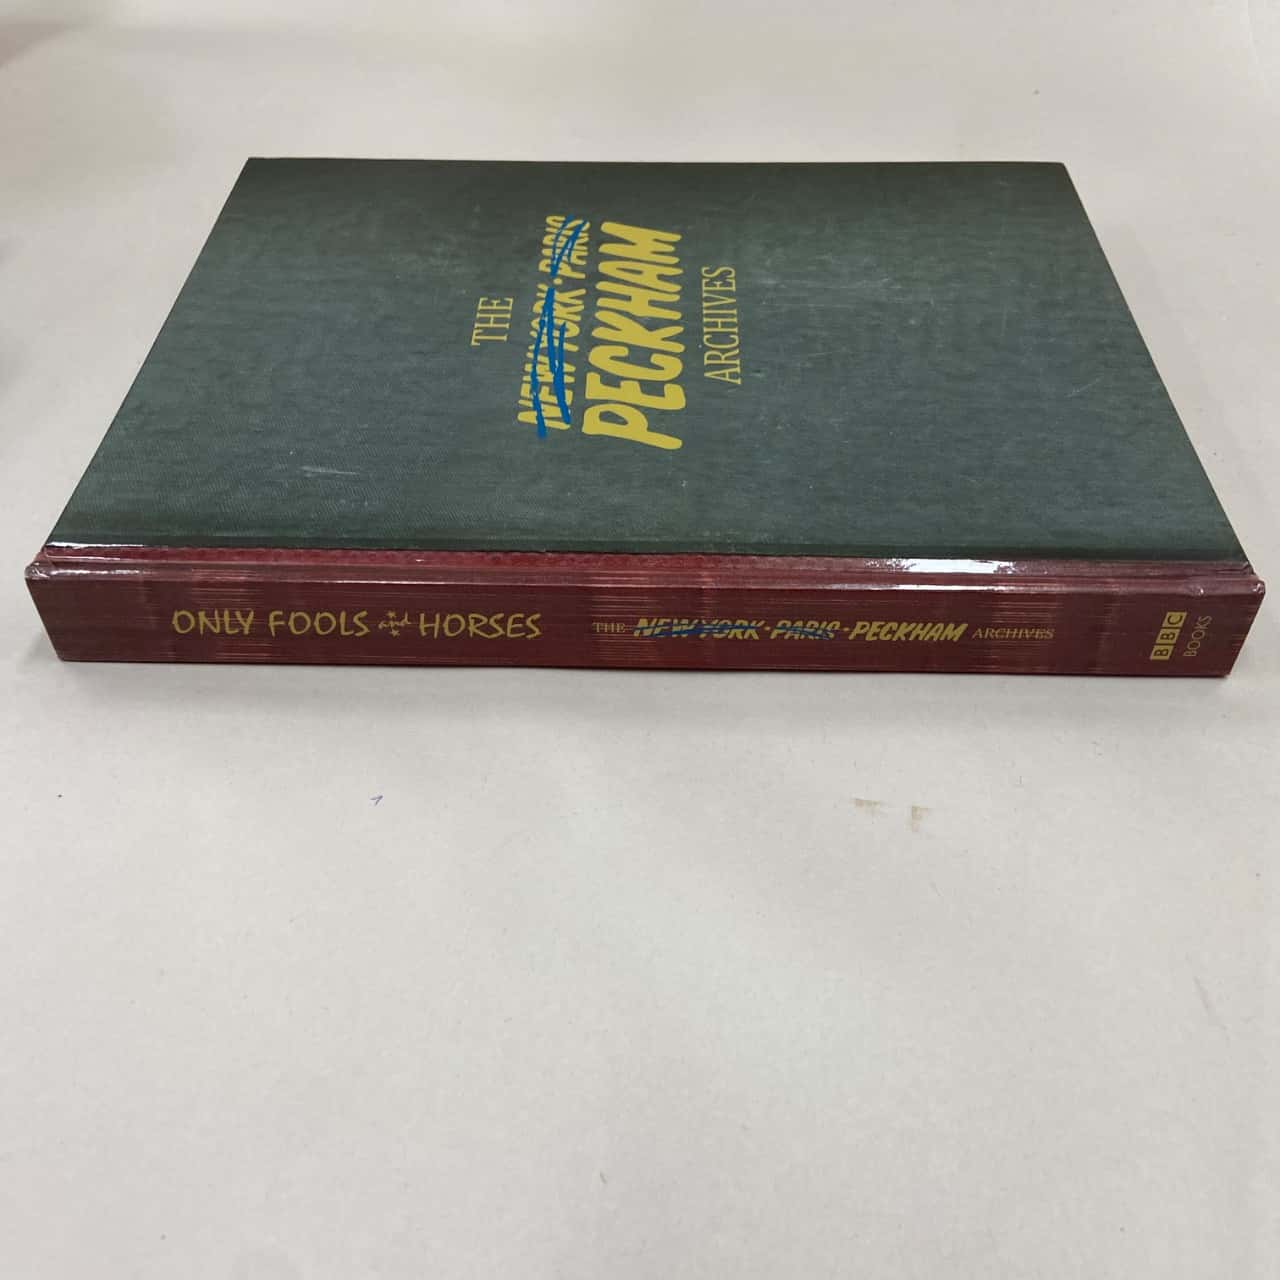 THE
NEW YORK · PARIS
PECKHAM
ARCHIVES
ONLY FOOLS and HORSES THE NEW YORK · PARIS · PECKHAM ARCHIVES BBC
BOOKS